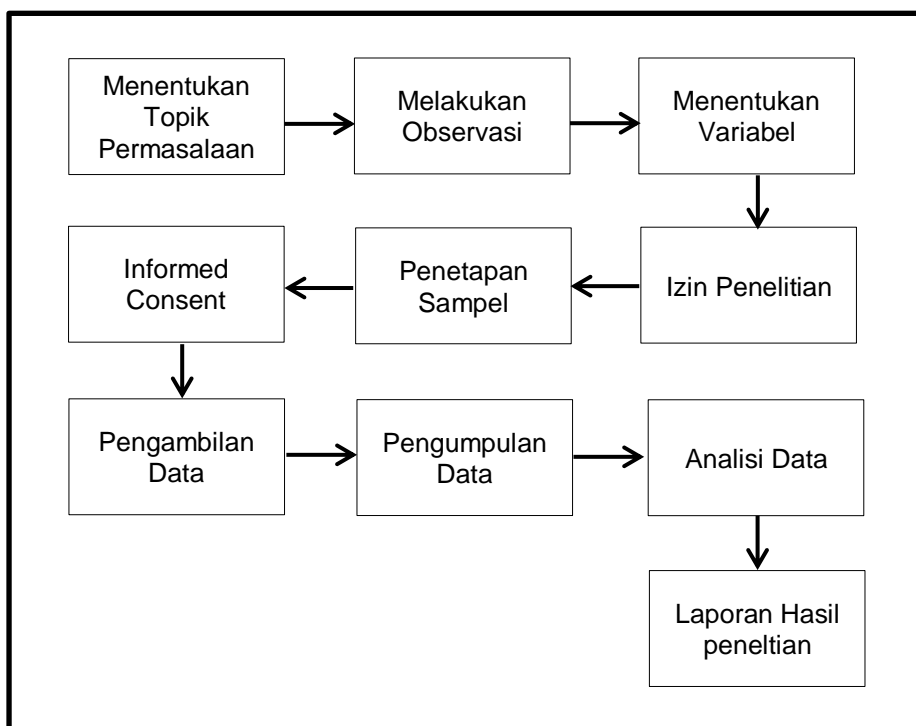 Menentukan
Topik
Permasalaan
Melakukan
Observasi
Menentukan
Variabel
Izin Penelitian
Penetapan
Sampel
Informed
Consent
Pengambilan
Data
Pengumpulan
Data
Analisi Data
Laporan Hasil
peneltian